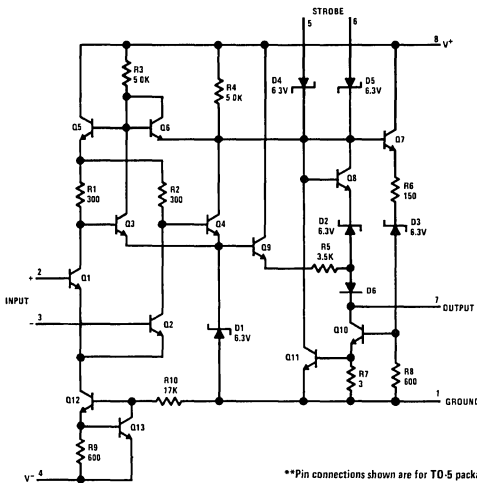 STROBE
5 6
8 V+
R3
5 0K
R4
5 0K
D4
6.3V
D5
6.3V
Q5
Q6
Q7
Q8
R1
300
R2
300
R6
150
Q3
Q4
Q9
D2
6.3V
D3
6.3V
R5
3.5K
+ 2
Q1
D6
INPUT
7
OUTPUT
- 3
Q2
D1
6.3V
Q10
Q11
Q12
R10
17K
R7
3
R8
600
1
GROUND
Q13
R9
600
V- 4
**Pin connections shown are for TO-5 packa